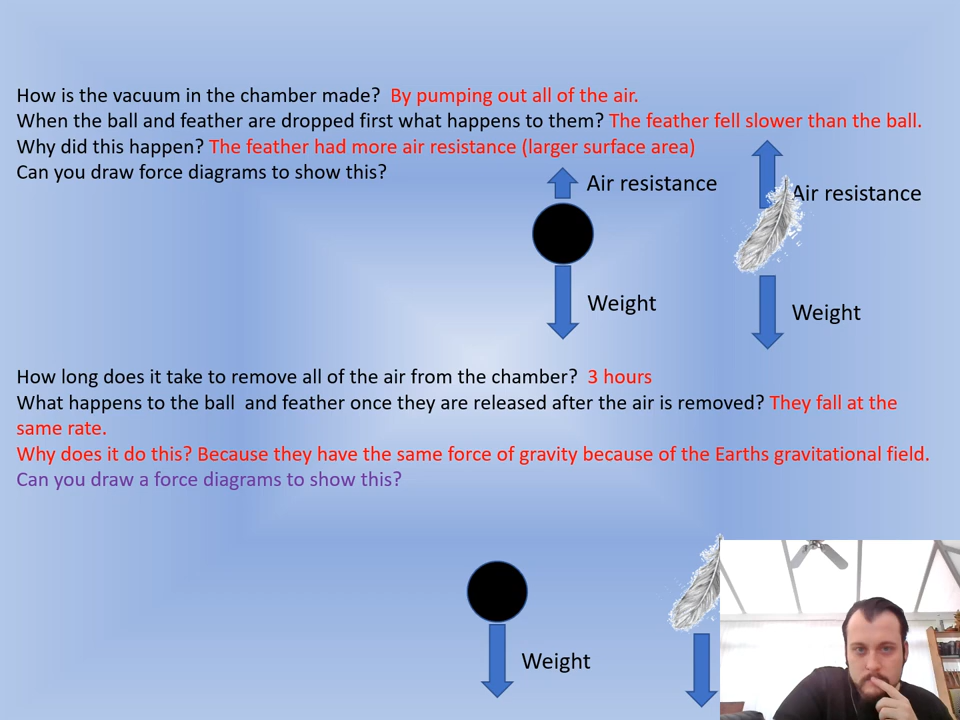 How is the vacuum in the chamber made? By pumping out all of the air.
When the ball and feather are dropped first what happens to them? The feather fell slower than the ball.
Why did this happen? The feather had more air resistance (larger surface area)
Can you draw force diagrams to show this?
Air resistance
Air resistance
Weight
Weight
How long does it take to remove all of the air from the chamber? 3 hours
What happens to the ball and feather once they are released after the air is removed? They fall at the
same rate.
Why does it do this? Because they have the same force of gravity because of the Earths gravitational field.
Can you draw a force diagrams to show this?
Weight